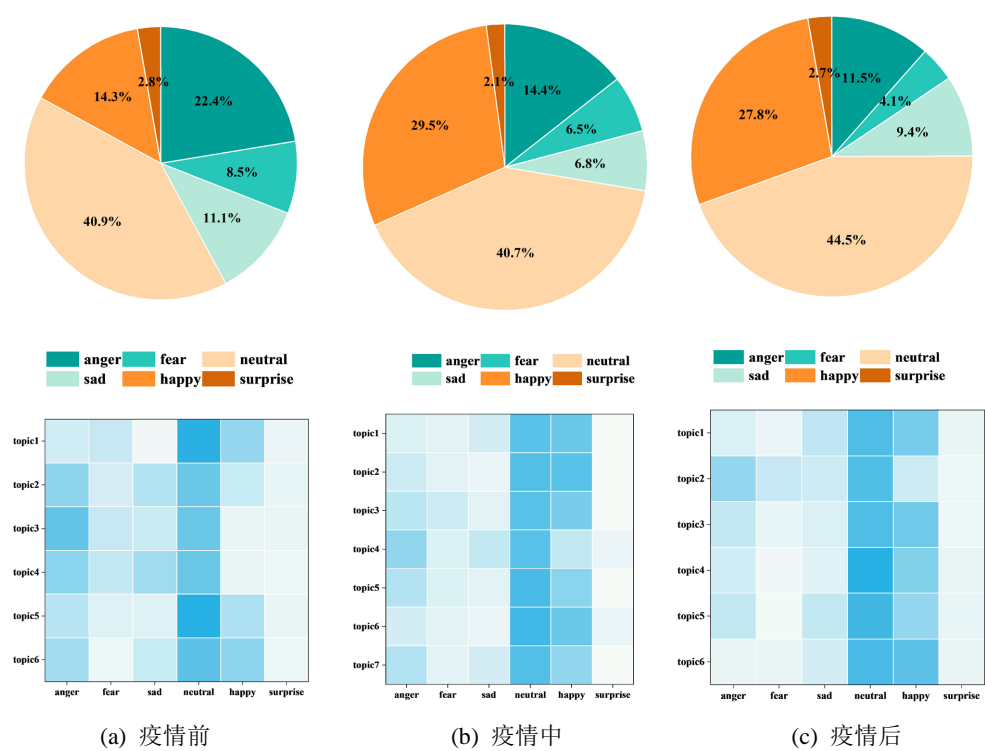 2.8%
22.4%
14.3%
8.5%
11.1%
40.9%
anger fear neutral
sad happy surprise
2.1%
14.4%
29.5%
6.5%
6.8%
40.7%
anger fear neutral
sad happy surprise
2.7%
11.5%
4.1%
27.8%
9.4%
44.5%
anger fear neutral
sad happy surprise
topic1
topic2
topic3
topic4
topic5
topic6
anger fear sad neutral happy surprise
(a) 疫情前
topic1
topic2
topic3
topic4
topic5
topic6
topic7
anger fear sad neutral happy surprise
(b) 疫情中
topic1
topic2
topic3
topic4
topic5
topic6
anger fear sad neutral happy surprise
(c) 疫情后